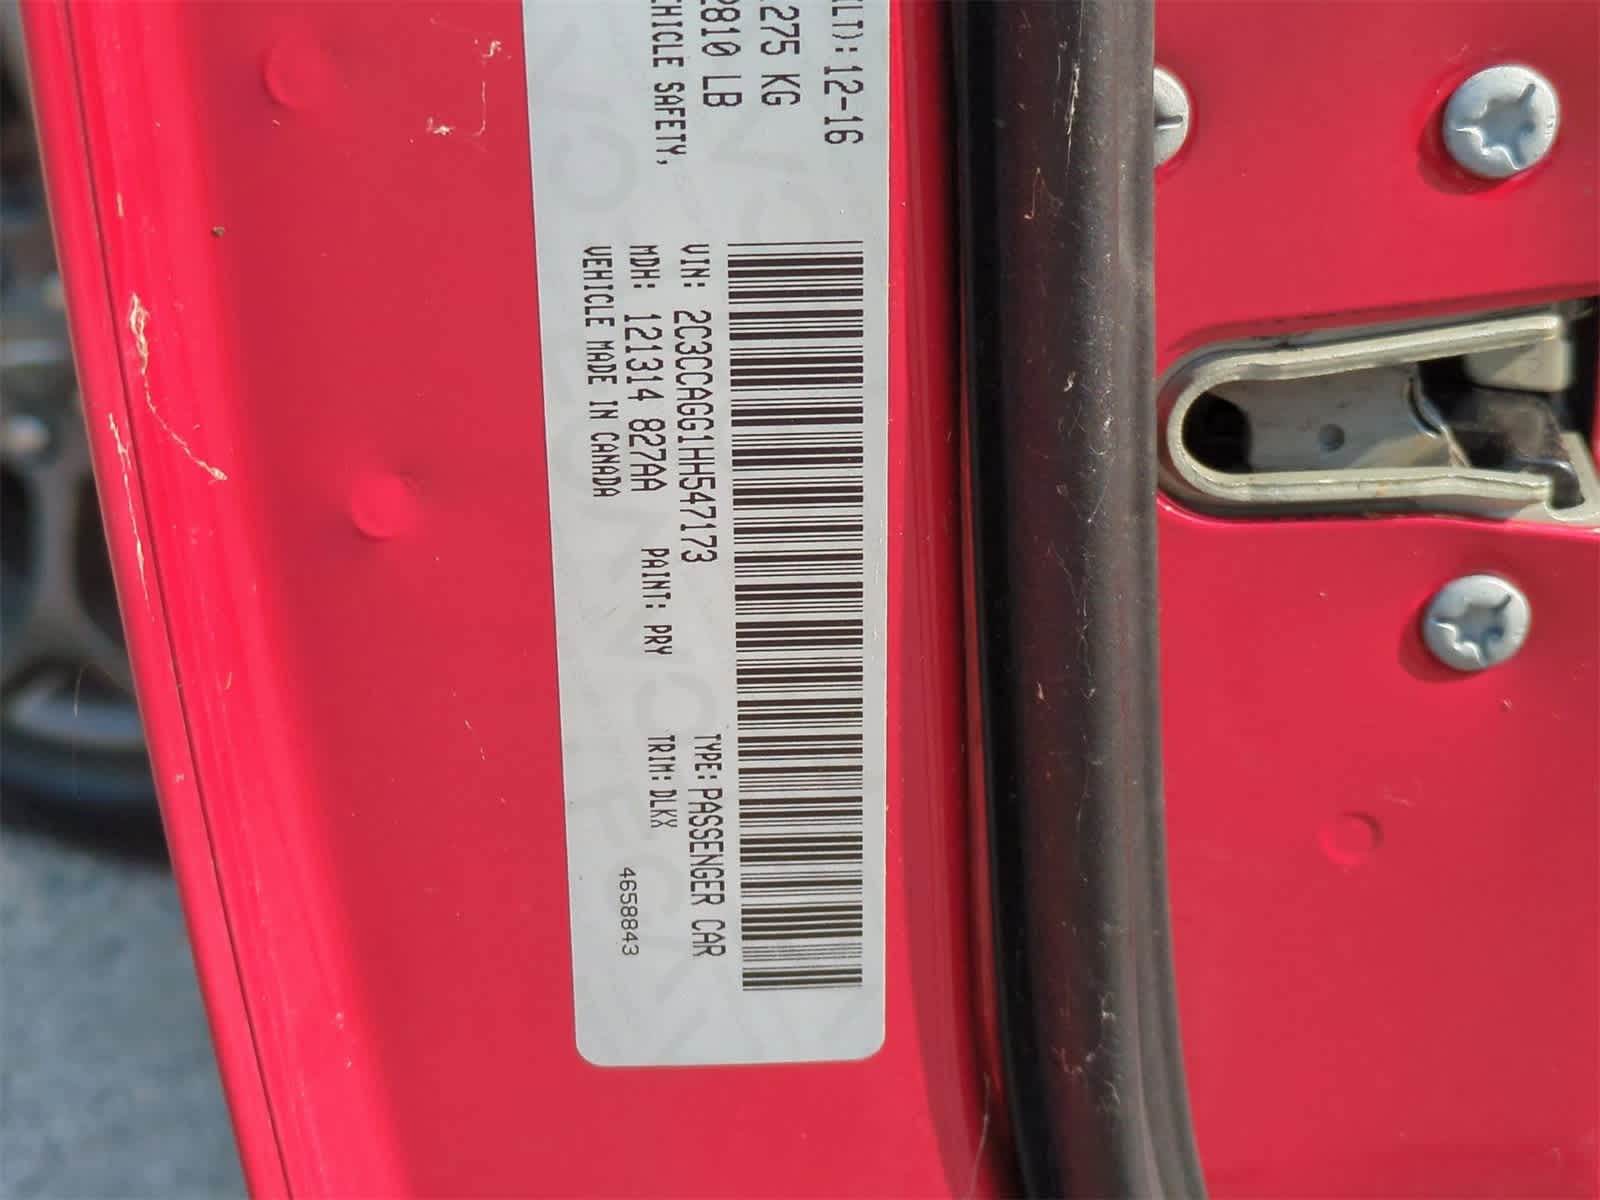 LT): 12-16
275 KG
2810 LB
EHICLE SAFETY,
VIN: 2C3CCAGG1HH547173 TYPE: PASSENGER CAR
MDH: 121314 827AA PAINT: PRY TRIM: DLKX
VEHICLE MADE IN CANADA 4658843